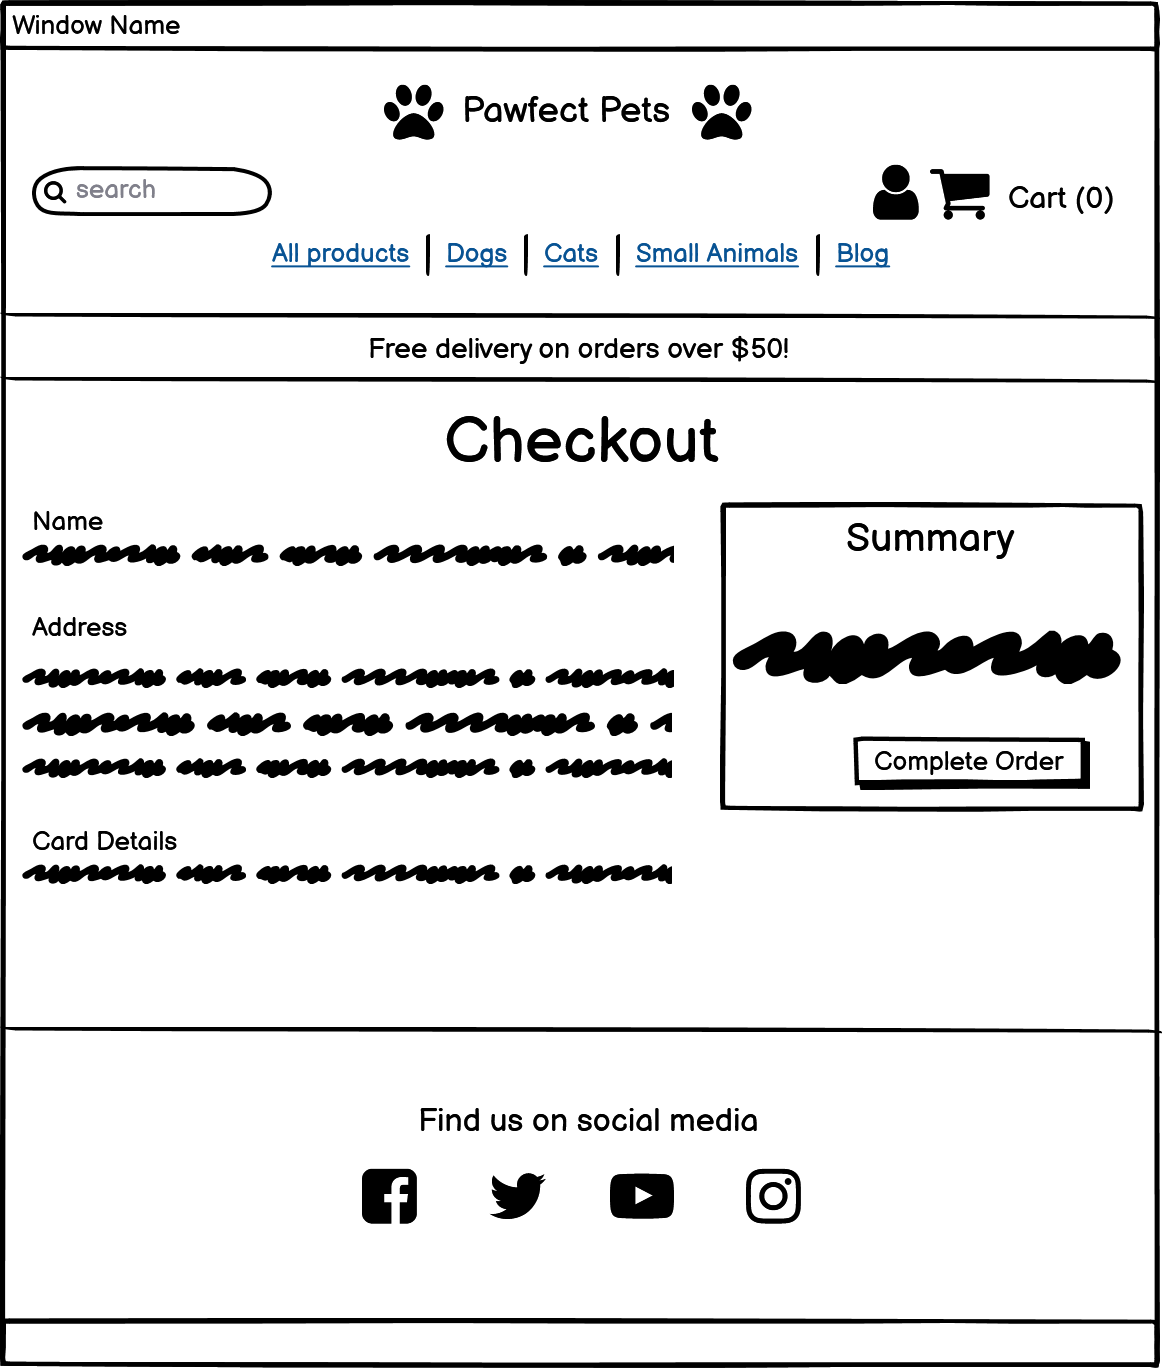 Window Name
Pawfect Pets
search
Cart (0)
All products
Dogs
Cats
Small Animals
Blog
Free delivery on orders over $50!
Checkout
Name
Summary
Address
Complete Order
Card Details
Find us on social media